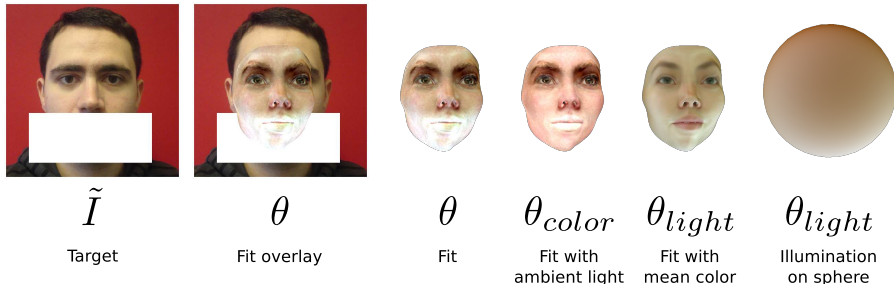 Ĩ θ θ θcolor θlight θlight
Target Fit overlay Fit Fit with ambient light Fit with mean color Illumination on sphere